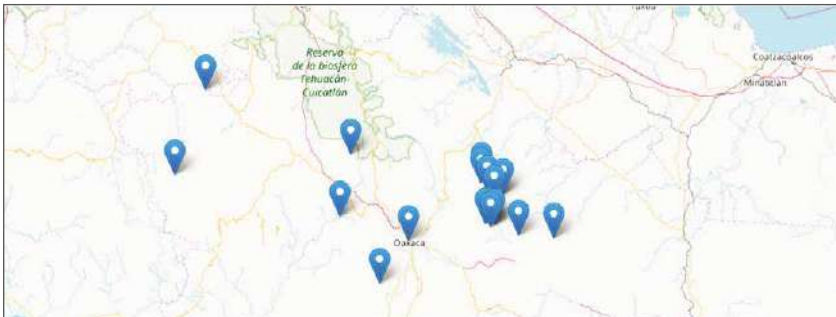 Reserva
de la biosfera
Tehuacán-
Cuicatlán
Coatzacoalcos
Minatitlán
Oaxaca